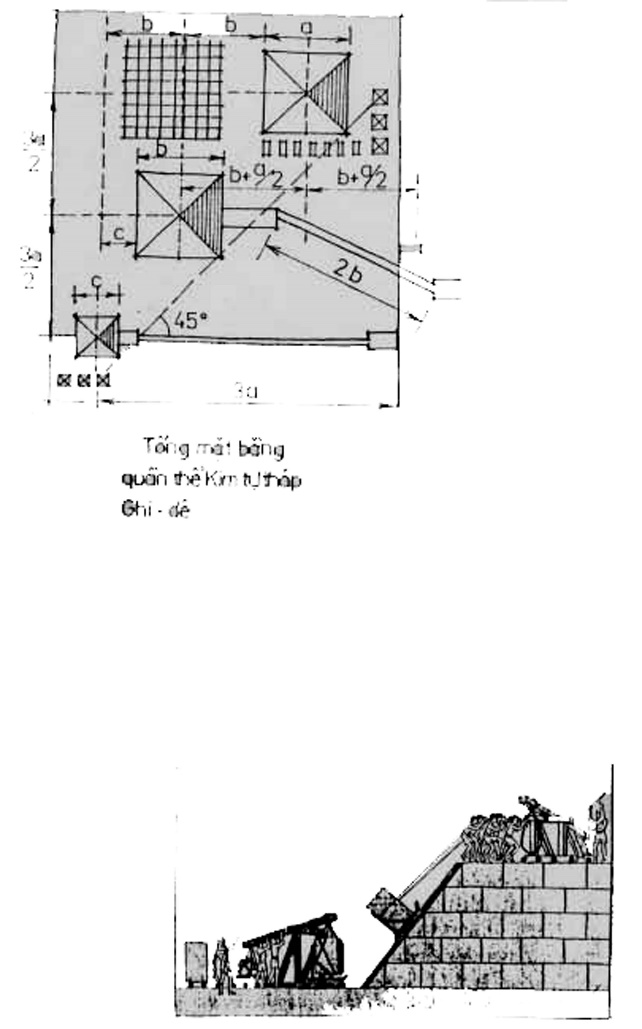 b b a
b
b+a/2 b+a/2
c
2b
c
45°
3a
Tổng mặt bằng
quần thể Kim tự tháp
Ghi - dê